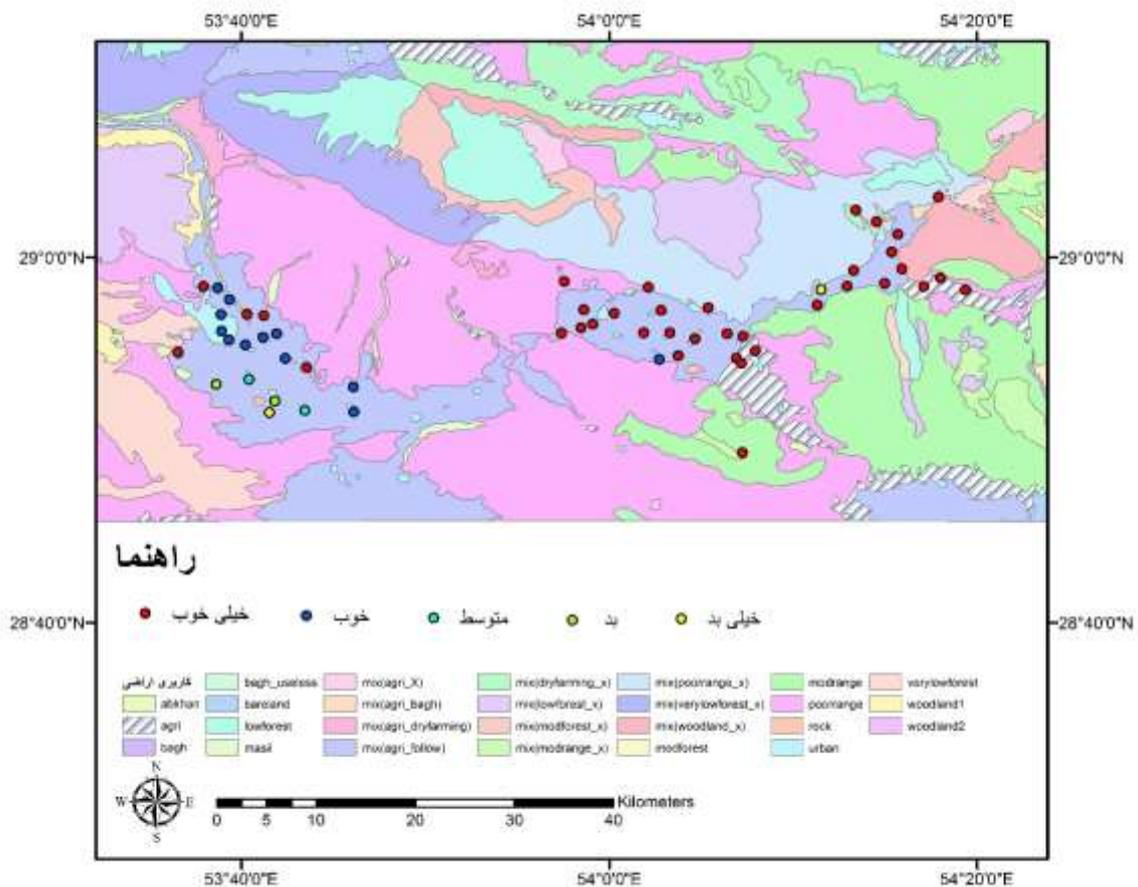 53°40'0"E 54°0'0"E 54°20'0"E
29°0'0"N 29°0'0"N
راهنما
خیلی خوب خوب متوسط بد خیلی بد
28°40'0"N 28°40'0"N
کاربری اراضی bagh_useless mix(agri_X) mix(dryfarming_x) mix(poorrange_x) modrange verylowforest
abkhan bareland mix(agri_bagh) mix(lowforest_x) mix(verylowforest_x) poorrange woodland1
agri lowforest mix(agri_dryfarming) mix(modforest_x) mix(woodland_x) rock woodland2
bagh masil mix(agri_follow) mix(modrange_x) modforest urban
N
W E
S
Kilometers
0 5 10 20 30 40
53°40'0"E 54°0'0"E 54°20'0"E